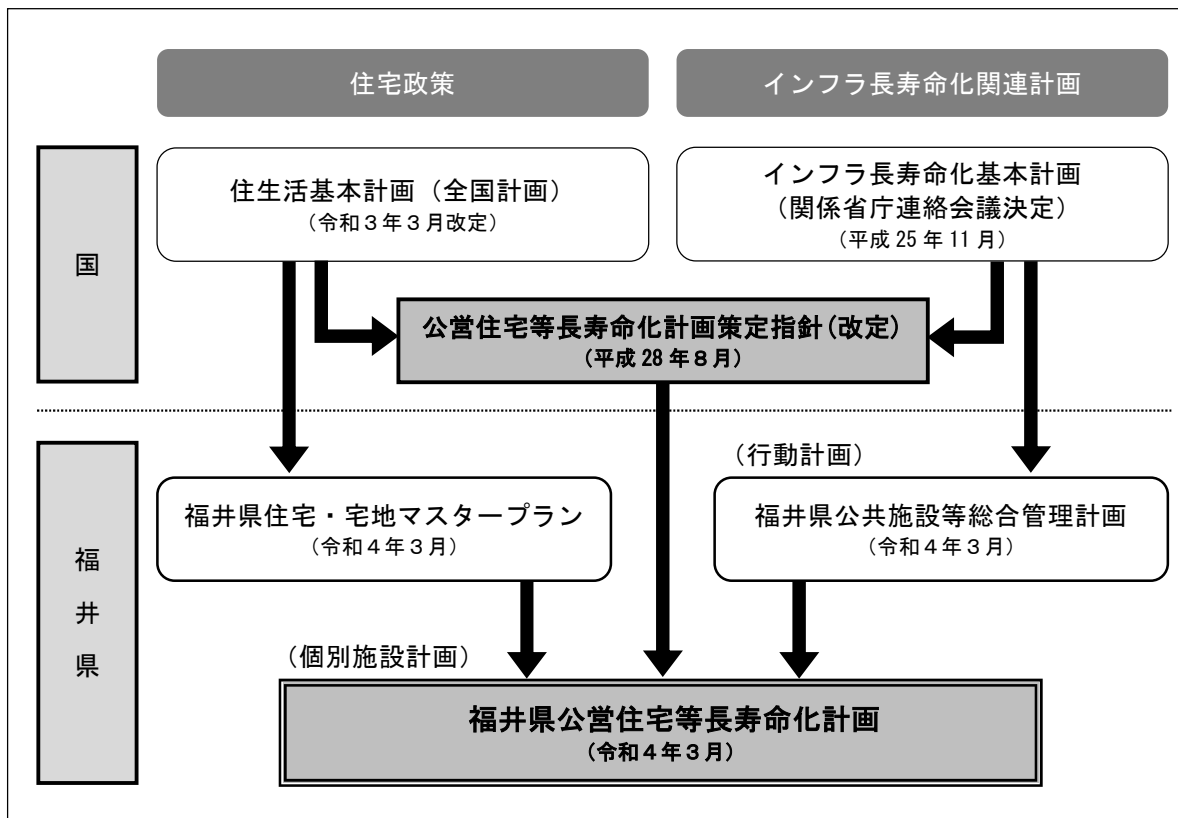 住宅政策
インフラ長寿命化関連計画
国
住生活基本計画（全国計画）
（令和３年３月改定）
インフラ長寿命化基本計画
（関係省庁連絡会議決定）
（平成25年11月）
公営住宅等長寿命化計画策定指針（改定）
（平成28年８月）
福井県
（行動計画）
福井県住宅・宅地マスタープラン
（令和４年３月）
福井県公共施設等総合管理計画
（令和４年３月）
（個別施設計画）
福井県公営住宅等長寿命化計画
（令和４年３月）